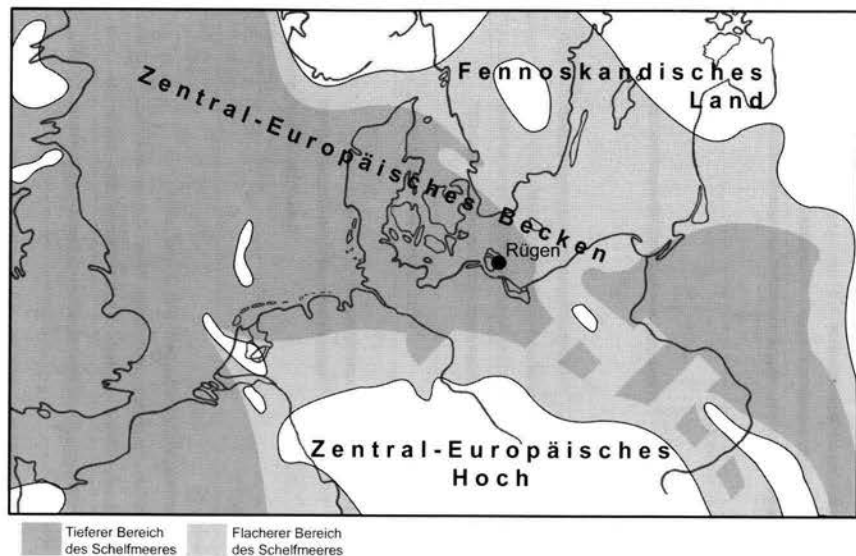 Fennoskandisches
Land
Zentral-Europäisches Becken
Rügen
Zentral-Europäisches
Hoch
Tieferer Bereich
des Schelfmeeres
Flacherer Bereich
des Schelfmeeres